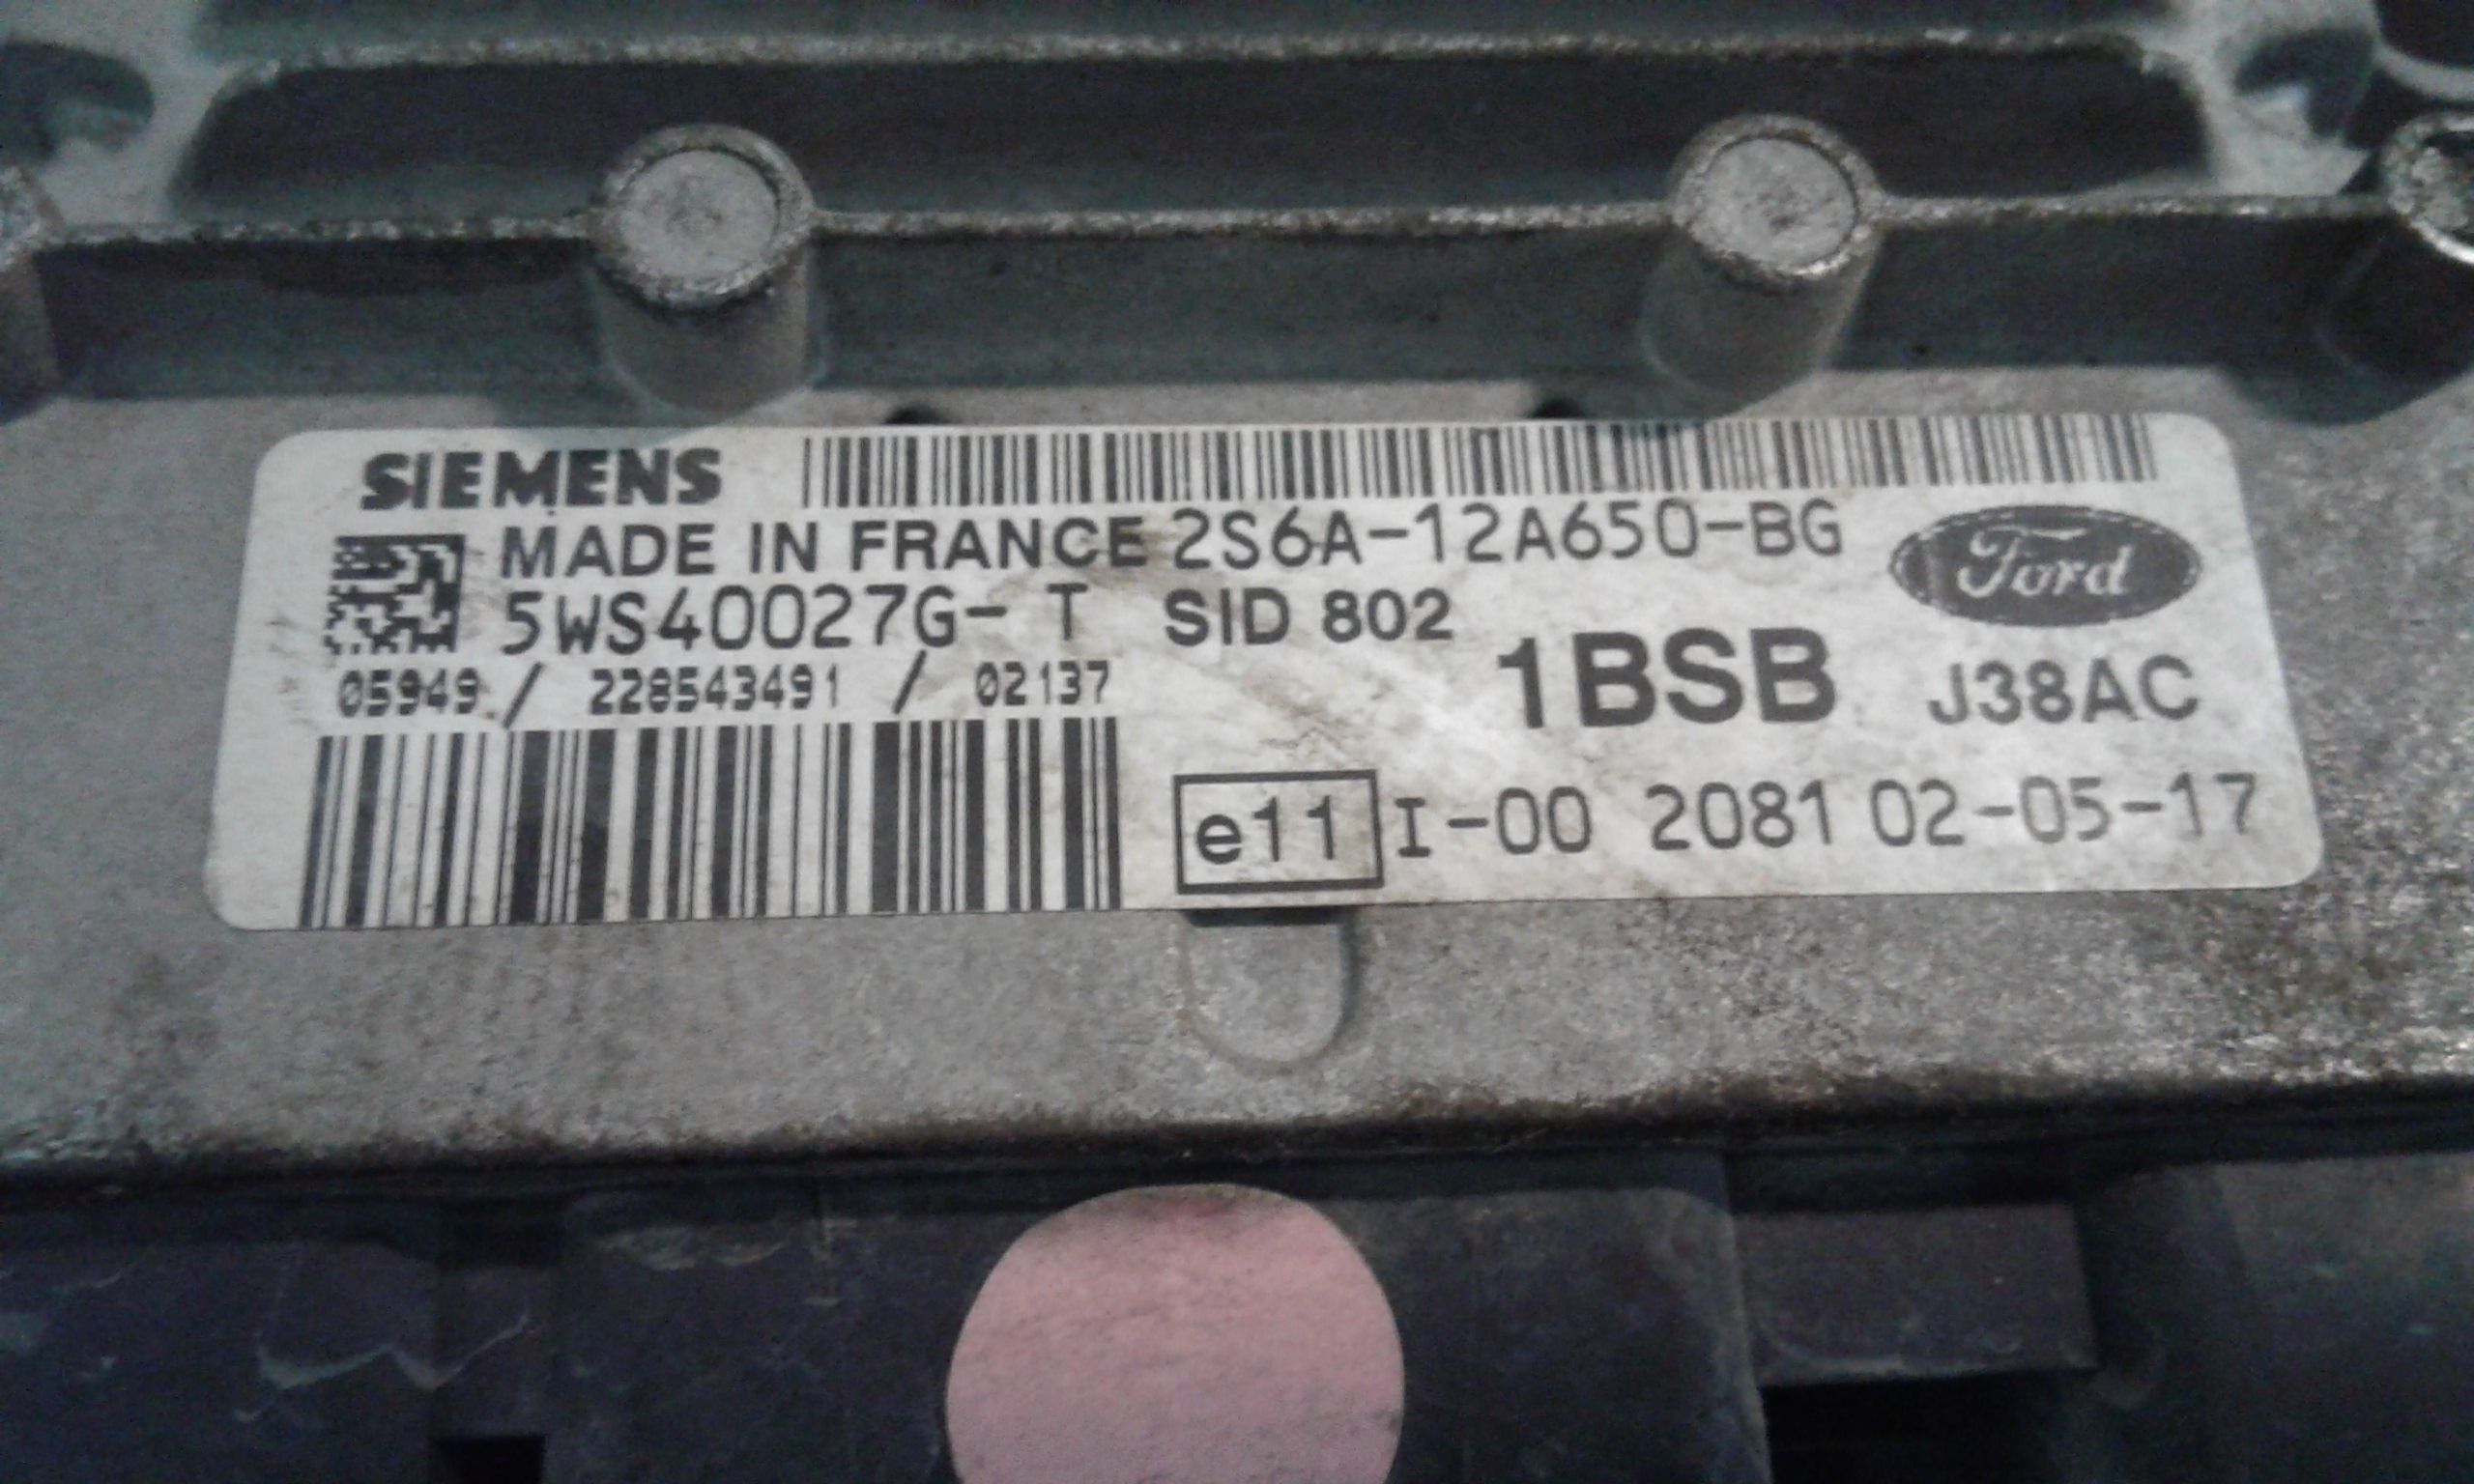 SIEMENS
MADE IN FRANCE 2S6A-12A650-BG
Ford
5WS40027G- T SID 802
1BSB J38AC
05949 / 228543491 / 02137
e11 I-00 2081 02-05-17